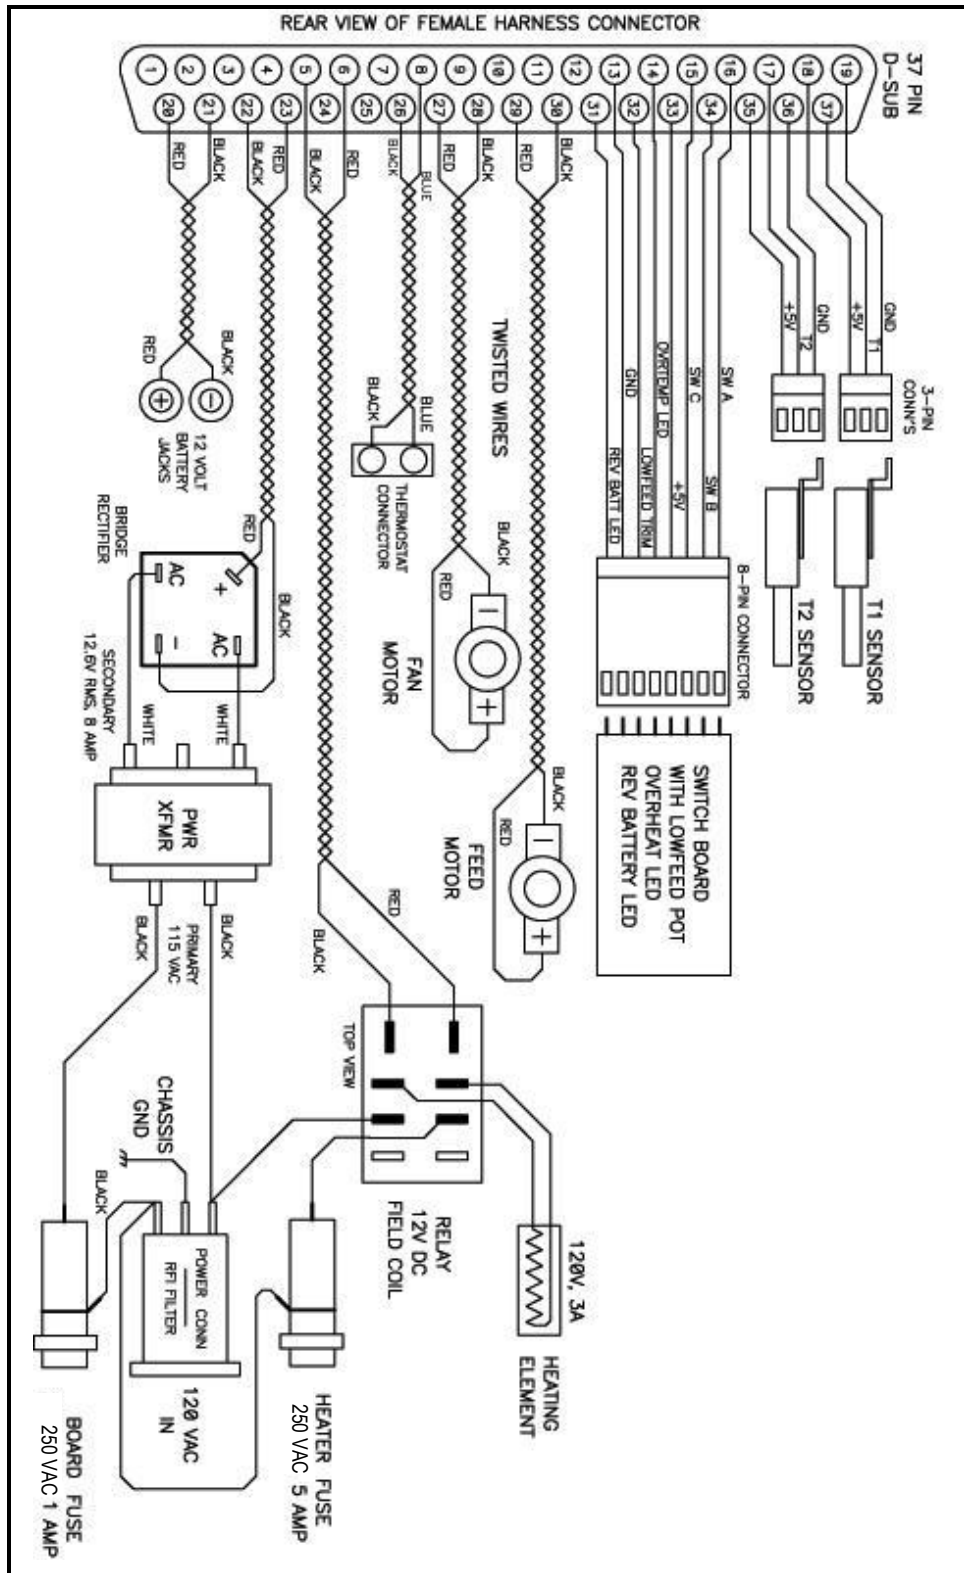 REAR VIEW OF FEMALE HARNESS CONNECTOR
37 PIN
D-SUB
1
2
3
4
5
6
7
8
9
10
11
12
13
14
15
16
17
18
19
20
21
22
23
24
25
26
27
28
29
30
31
32
33
34
35
36
37
RED
BLACK
BLACK
RED
BLACK
RED
BLACK
BLUE
RED
BLACK
RED
BLACK
RED
BLACK
12 VOLT
BATTERY
JACKS
BRIDGE
RECTIFIER
RED
BLACK
AC
+
-
AC
SECONDARY
12.6V RMS, 8 AMP
WHITE
WHITE
PWR
XFMR
BLACK
PRIMARY
115 VAC
BLACK
BLACK
BLUE
THERMOSTAT
CONNECTOR
TWISTED WIRES
BLACK
RED
FAN
MOTOR
BLACK
RED
FEED
MOTOR
REV BATT LED
GND
LOWFEED TRIM
OVRTEMP LED
+5V
SW C
SW B
SW A
8-PIN CONNECTOR
SWITCH BOARD
WITH LOWFEED POT
OVERHEAT LED
REV BATTERY LED
+5V
T2
GND
+5V
T1
GND
3-PIN
CONN'S
T1 SENSOR
T2 SENSOR
BLACK
RED
TOP VIEW
RELAY
12V DC
FIELD COIL
120V, 3A
HEATING
ELEMENT
CHASSIS
GND
BLACK
POWER CONN
RFI FILTER
120 VAC
IN
HEATER FUSE
250 VAC 5 AMP
BOARD FUSE
250 VAC 1 AMP